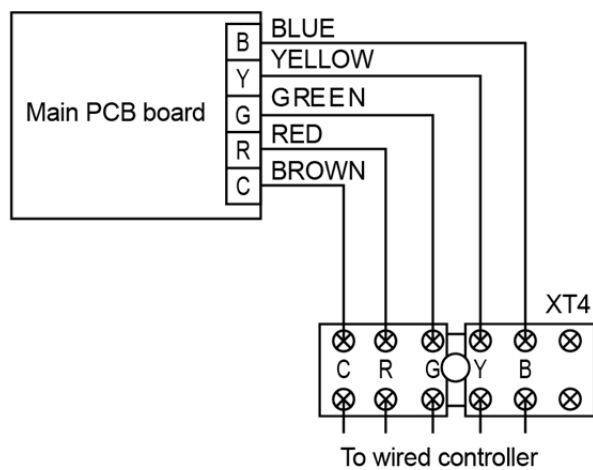 BLUE
B
YELLOW
Y
Main PCB board
GREEN
G
RED
R
BROWN
C
XT4
C R G Y B
To wired controller